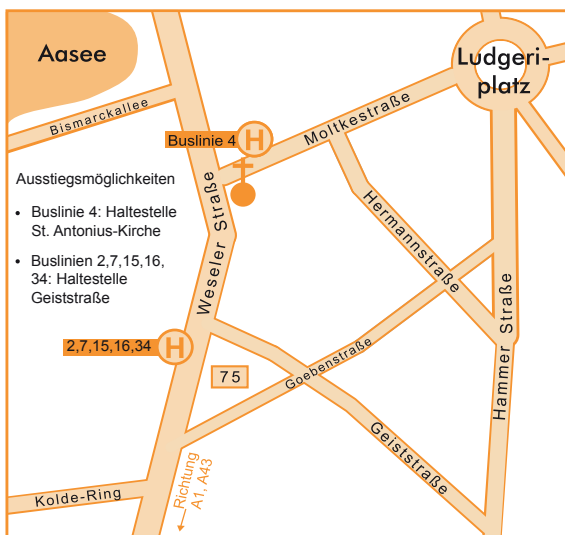 Aasee
Ludgeri-
platz
Bismarckallee
Buslinie 4
H
Moltkestraße
Ausstiegsmöglichkeiten
• Buslinie 4: Haltestelle
St. Antonius-Kirche
• Buslinien 2,7,15,16,
34: Haltestelle
Geiststraße
Weseler Straße
Hermannstraße
2,7,15,16,34
H
75
Goebenstraße
Hammer Straße
Geiststraße
Kolde-Ring
Richtung
A1, A43